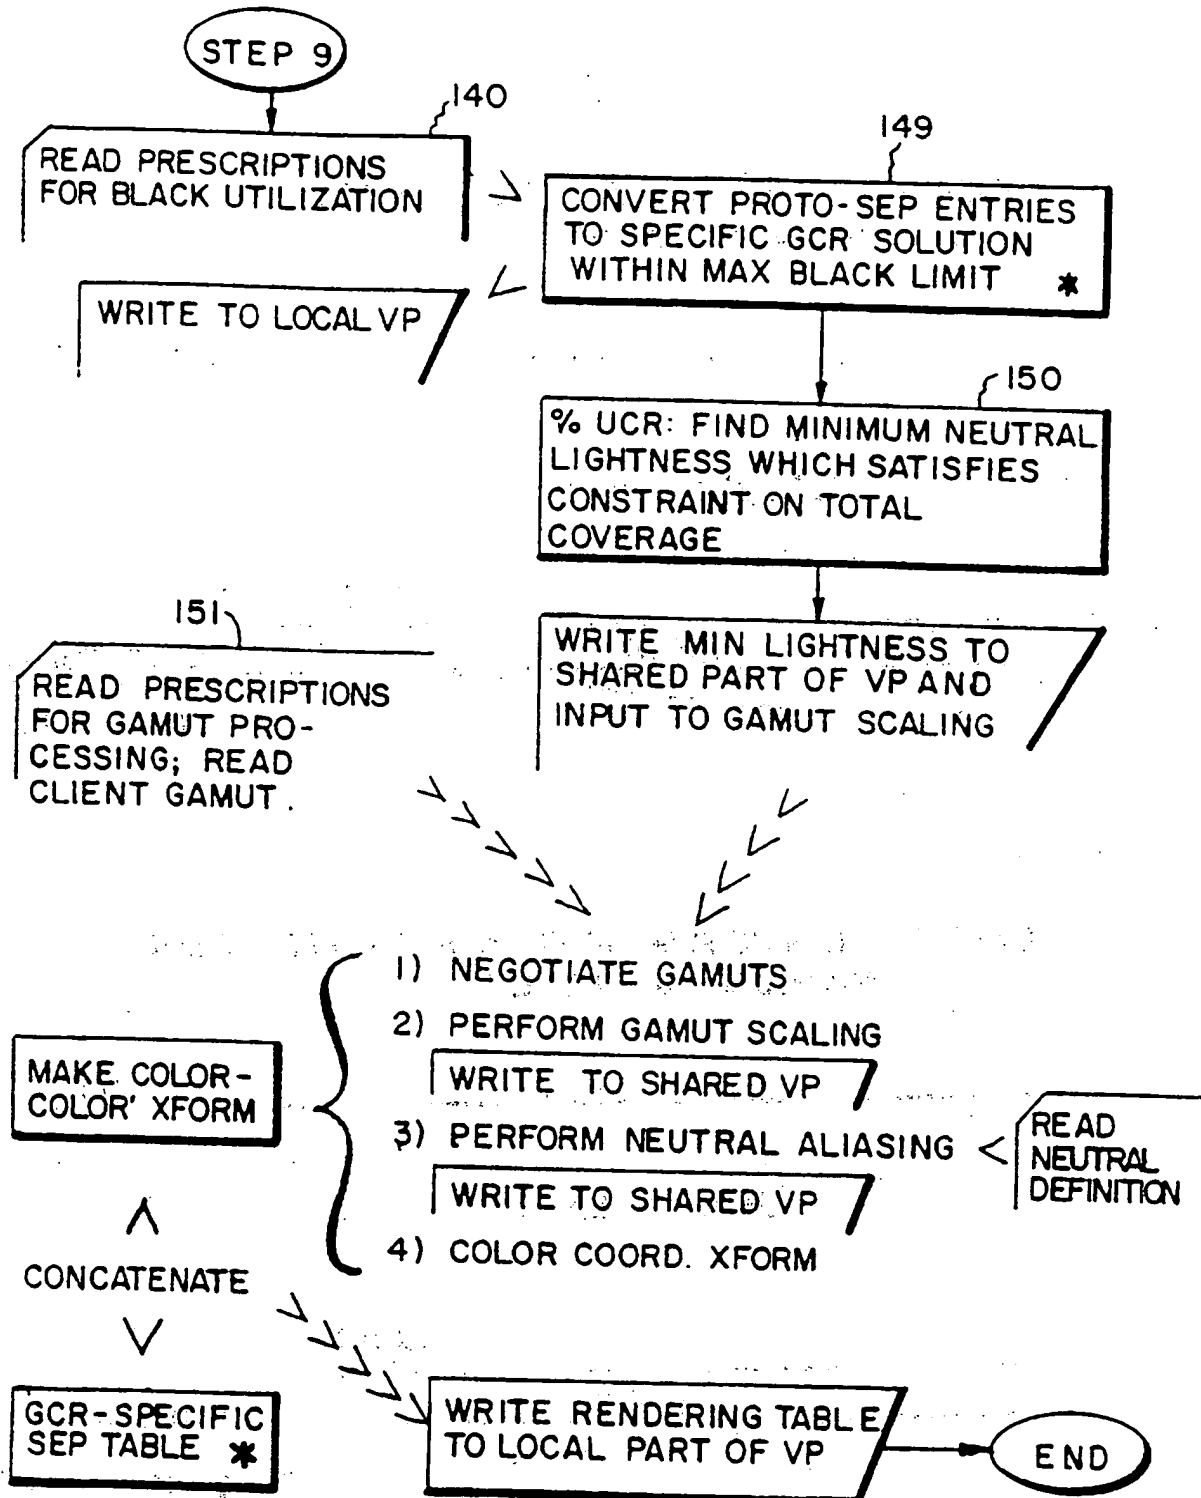 STEP 9
140
READ PRESCRIPTIONS
FOR BLACK UTILIZATION
149
CONVERT PROTO-SEP ENTRIES
TO SPECIFIC GCR SOLUTION
WITHIN MAX BLACK LIMIT *
WRITE TO LOCAL VP
150
% UCR: FIND MINIMUM NEUTRAL
LIGHTNESS WHICH SATISFIES
CONSTRAINT ON TOTAL
COVERAGE
151
READ PRESCRIPTIONS
FOR GAMUT PRO-
CESSING; READ
CLIENT GAMUT.
WRITE MIN LIGHTNESS TO
SHARED PART OF VP AND
INPUT TO GAMUT SCALING
MAKE COLOR-
COLOR' XFORM
1) NEGOTIATE GAMUTS
2) PERFORM GAMUT SCALING
WRITE TO SHARED VP
3) PERFORM NEUTRAL ALIASING
WRITE TO SHARED VP
4) COLOR COORD. XFORM
READ
NEUTRAL
DEFINITION
CONCATENATE
GCR-SPECIFIC
SEP TABLE *
WRITE RENDERING TABLE
TO LOCAL PART OF VP
END